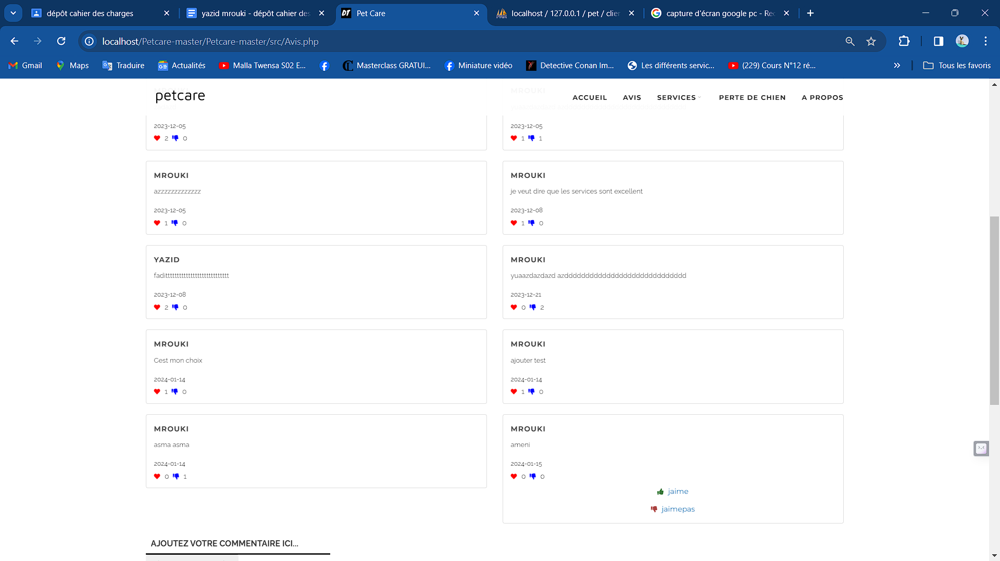 dépôt cahier des charges
yazid mrouki - dépôt cahier des
Pet Care
localhost / 127.0.0.1 / pet / clier
capture d'écran google pc - Rec
localhost/Petcare-master/Petcare-master/src/Avis.php
Gmail
Maps
Traduire
Actualités
Malla Twensa S02 E...
Masterclass GRATUI...
Miniature vidéo
Detective Conan Im...
Les différents servic...
(229) Cours N°12 ré...
Tous les favoris
petcare
ACCUEIL
AVIS
SERVICES
PERTE DE CHIEN
A PROPOS
MROUKI
2023-12-05
2 0
2023-12-05
1 1
MROUKI
azzzzzzzzzzzzz
2023-12-05
1 0
MROUKI
je veut dire que les services sont excellent
2023-12-08
1 0
YAZID
2023-12-08
2 0
MROUKI
2023-12-21
0 2
MROUKI
Cest mon choix
2024-01-14
1 0
MROUKI
ajouter test
2024-01-14
1 0
MROUKI
asma asma
2024-01-14
0 1
MROUKI
ameni
2024-01-15
0 0
jaime
jaimepas
AJOUTEZ VOTRE COMMENTAIRE ICI...